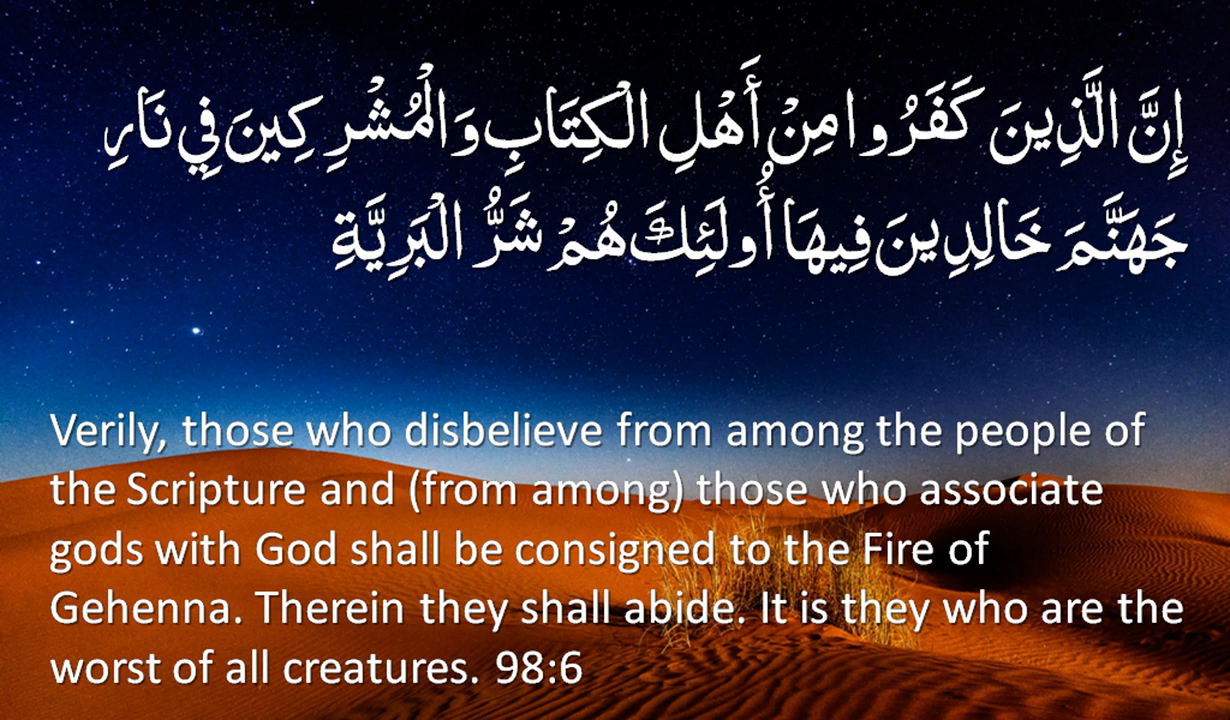 إِنَّ الَّذِينَ كَفَرُوا مِنْ أَهْلِ الْكِتَابِ وَالْمُشْرِكِينَ فِي نَارِ
جَهَنَّمَ خَالِدِينَ فِيهَا أُولَئِكَ هُمْ شَرُّ الْبَرِيَّةِ
Verily, those who disbelieve from among the people of
the Scripture and (from among) those who associate
gods with God shall be consigned to the Fire of
Gehenna. Therein they shall abide. It is they who are the
worst of all creatures. 98:6